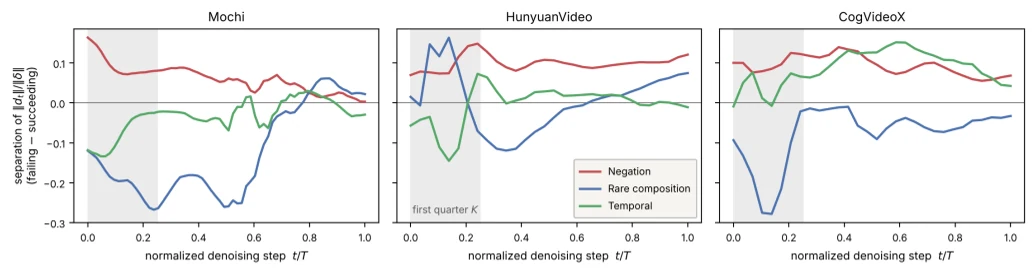 Mochi
HunyuanVideo
CogVideoX
separation of ‖dₜ‖/‖δ‖
(failing − succeeding)
0.1
0.0
−0.1
−0.2
−0.3
first quarter K
Negation
Rare composition
Temporal
0.0 0.2 0.4 0.6 0.8 1.0
0.0 0.2 0.4 0.6 0.8 1.0
0.0 0.2 0.4 0.6 0.8 1.0
normalized denoising step t/T
normalized denoising step t/T
normalized denoising step t/T